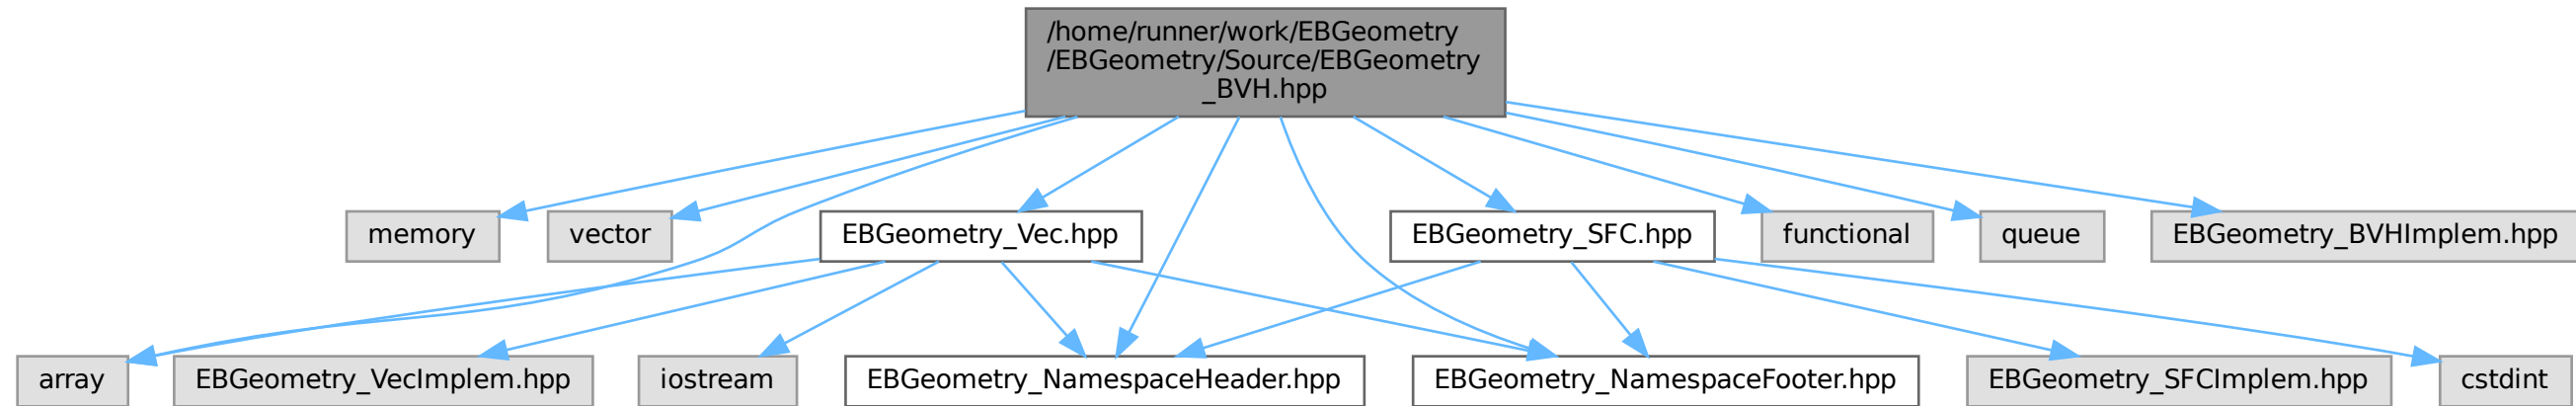 /home/runner/work/EBGeometry
/EBGeometry/Source/EBGeometry
_BVH.hpp
memory
vector
EBGeometry_Vec.hpp
EBGeometry_SFC.hpp
functional
queue
EBGeometry_BVHImplem.hpp
array
EBGeometry_VecImplem.hpp
iostream
EBGeometry_NamespaceHeader.hpp
EBGeometry_NamespaceFooter.hpp
EBGeometry_SFCImplem.hpp
cstdint